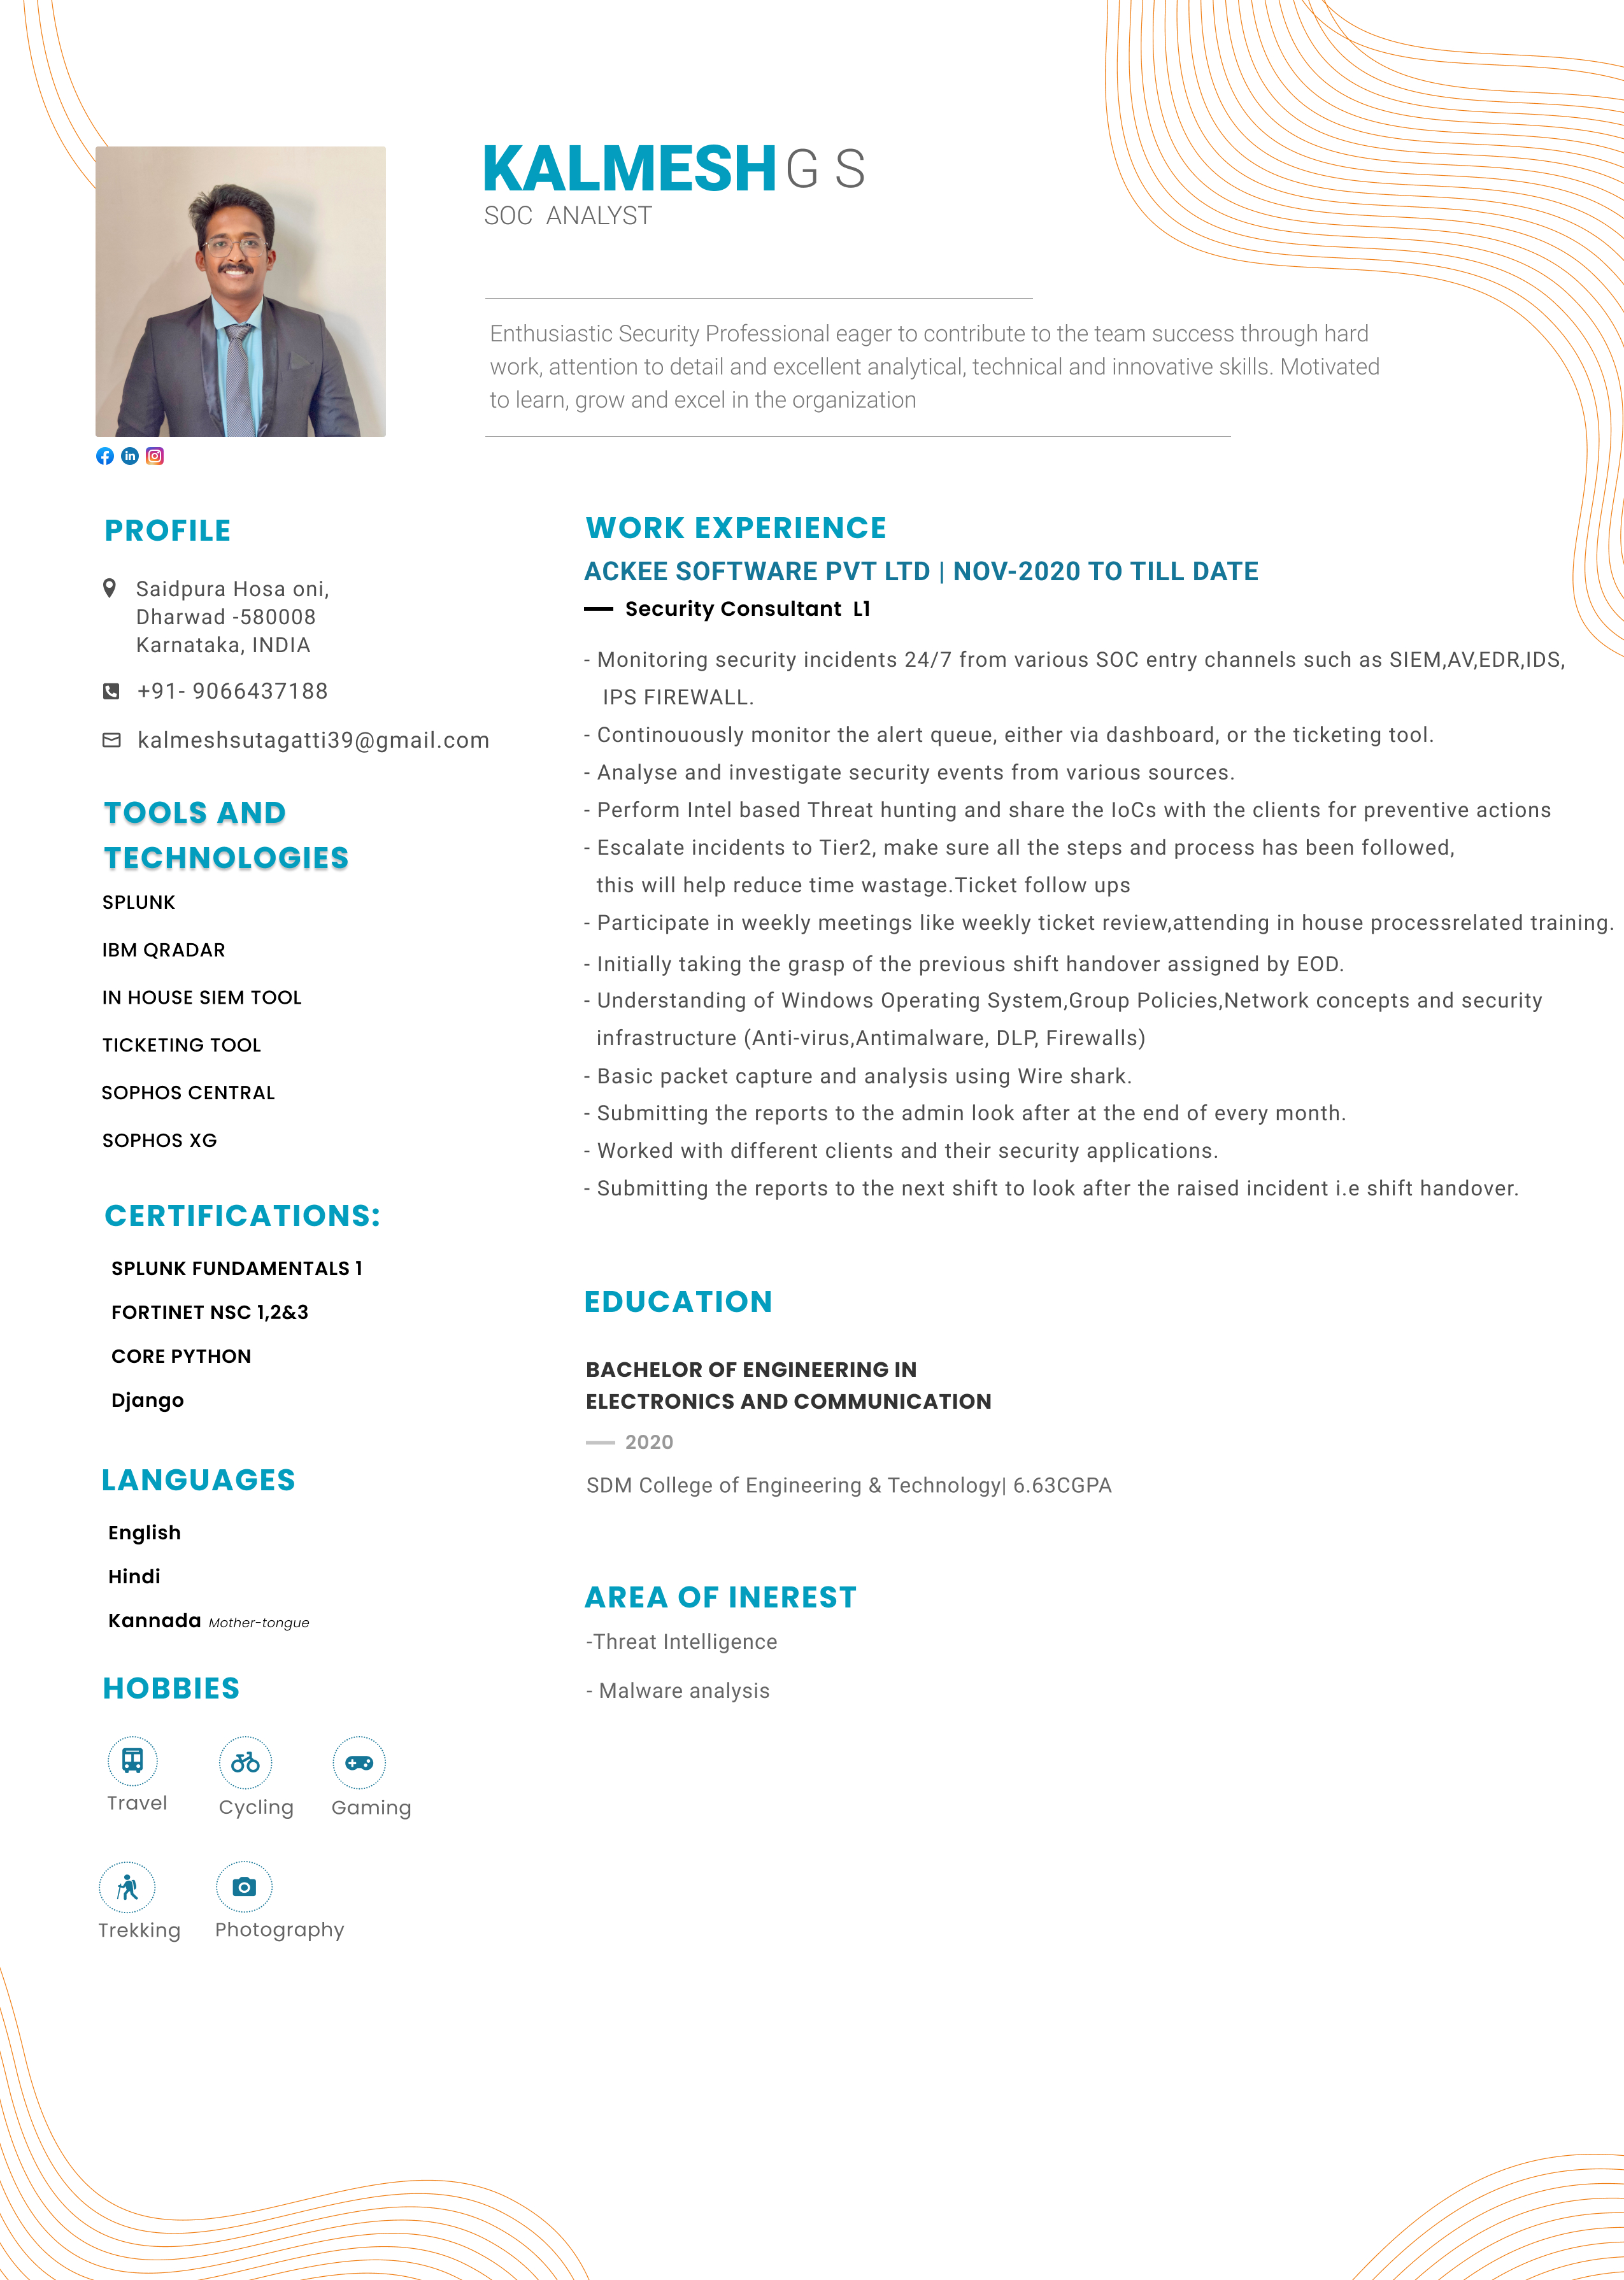 KALMESH G S
SOC ANALYST
Enthusiastic Security Professional eager to contribute to the team success through hard
work, attention to detail and excellent analytical, technical and innovative skills. Motivated
to learn, grow and excel in the organization
PROFILE
Saidpura Hosa oni,
Dharwad -580008
Karnataka, INDIA
+91- 9066437188
kalmeshsutagatti39@gmail.com
TOOLS AND
TECHNOLOGIES
SPLUNK
IBM QRADAR
IN HOUSE SIEM TOOL
TICKETING TOOL
SOPHOS CENTRAL
SOPHOS XG
CERTIFICATIONS:
SPLUNK FUNDAMENTALS 1
FORTINET NSC 1,2&3
CORE PYTHON
Django
LANGUAGES
English
Hindi
Kannada Mother-tongue
HOBBIES
Travel
Cycling
Gaming
Trekking
Photography
WORK EXPERIENCE
ACKEE SOFTWARE PVT LTD | NOV-2020 TO TILL DATE
Security Consultant L1
- Monitoring security incidents 24/7 from various SOC entry channels such as SIEM,AV,EDR,IDS,
IPS FIREWALL.
- Continouously monitor the alert queue, either via dashboard, or the ticketing tool.
- Analyse and investigate security events from various sources.
- Perform Intel based Threat hunting and share the IoCs with the clients for preventive actions
- Escalate incidents to Tier2, make sure all the steps and process has been followed,
this will help reduce time wastage.Ticket follow ups
- Participate in weekly meetings like weekly ticket review,attending in house processrelated training.
- Initially taking the grasp of the previous shift handover assigned by EOD.
- Understanding of Windows Operating System,Group Policies,Network concepts and security
infrastructure (Anti-virus,Antimalware, DLP, Firewalls)
- Basic packet capture and analysis using Wire shark.
- Submitting the reports to the admin look after at the end of every month.
- Worked with different clients and their security applications.
- Submitting the reports to the next shift to look after the raised incident i.e shift handover.
EDUCATION
BACHELOR OF ENGINEERING IN
ELECTRONICS AND COMMUNICATION
2020
SDM College of Engineering & Technology| 6.63CGPA
AREA OF INEREST
-Threat Intelligence
- Malware analysis